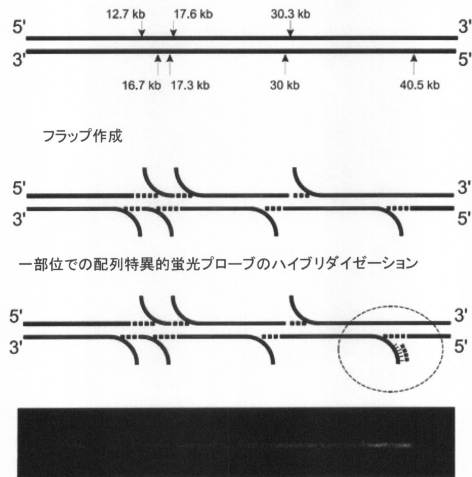 12.7 kb 17.6 kb 30.3 kb
5' 3'
3' 5'
16.7 kb 17.3 kb 30 kb 40.5 kb
フラップ作成
5' 3'
3' 5'
一部位での配列特異的蛍光プローブのハイブリダイゼーション
5' 3'
3' 5'